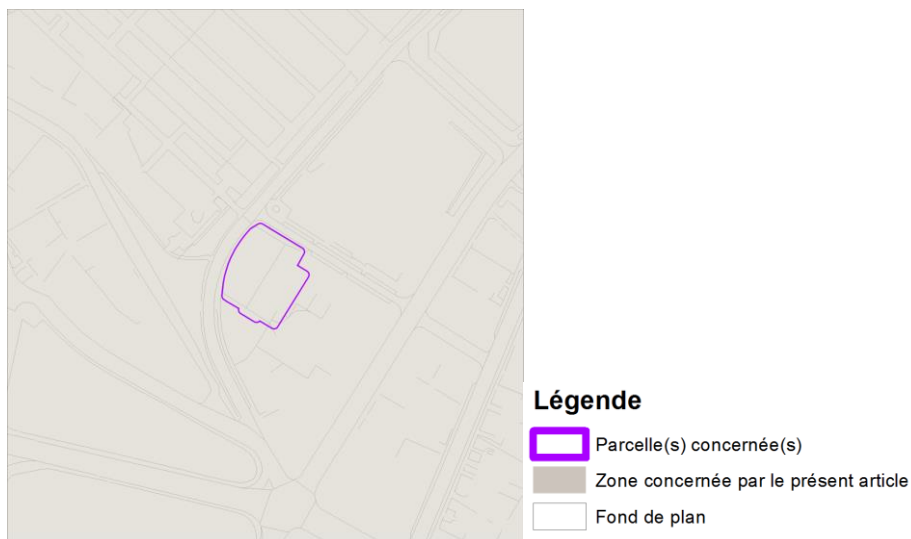 Légende
Parcelle(s) concernée(s)
Zone concernée par le présent article
Fond de plan